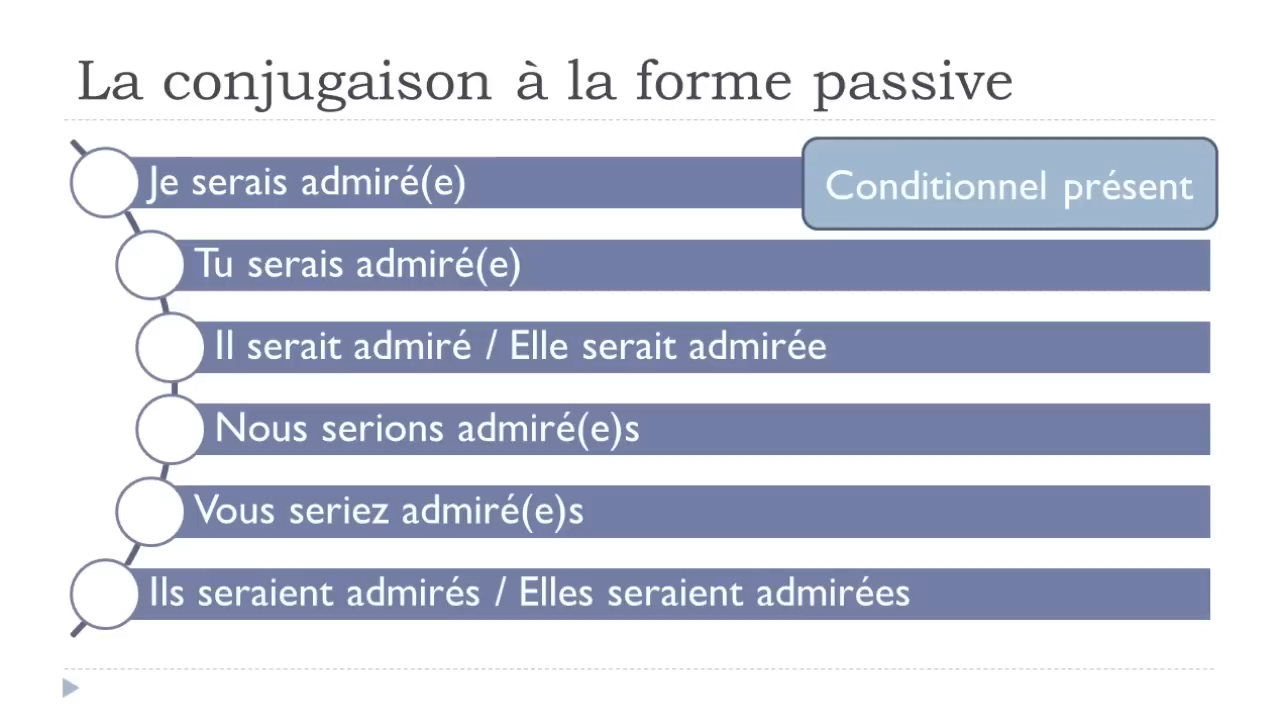 La conjugaison à la forme passive
Je serais admiré(e)
Conditionnel présent
Tu serais admiré(e)
Il serait admiré / Elle serait admirée
Nous serions admiré(e)s
Vous seriez admiré(e)s
Ils seraient admirés / Elles seraient admirées